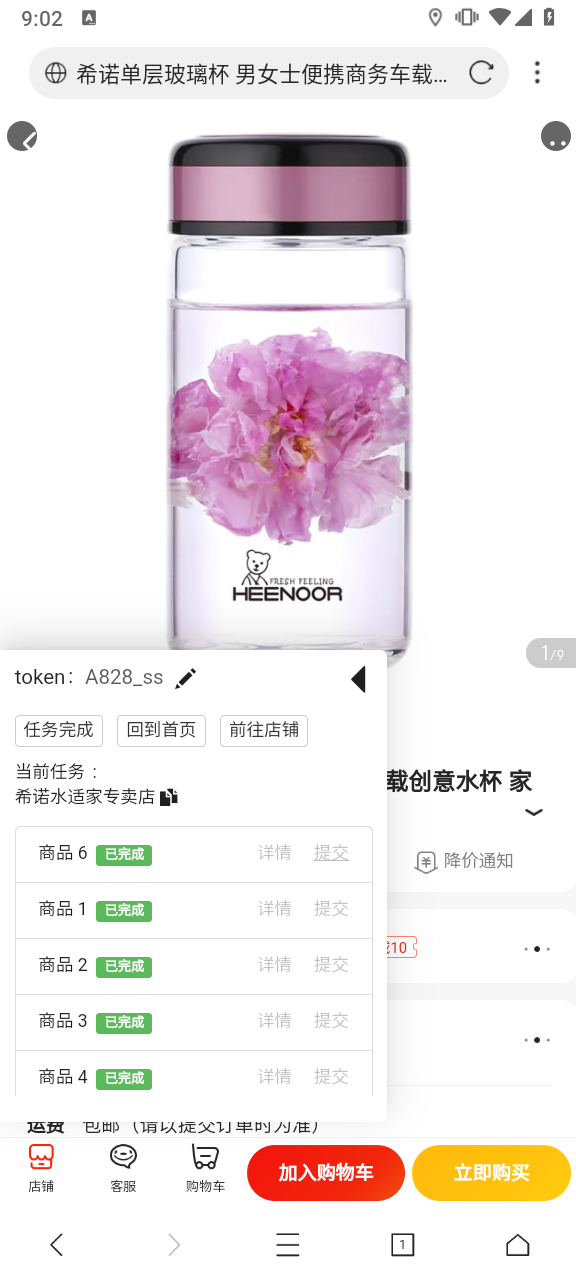 9:02
A
希诺单层玻璃杯 男女士便携商务车载...
FRESH FEELING
HEENOOR
1/9
token： A828_ss
任务完成 回到首页 前往店铺
载创意水杯 家
当前任务：
希诺水适家专卖店
商品 6 已完成 详情 提交
降价通知
商品 1 已完成 详情 提交
10
商品 2 已完成 详情 提交
商品 3 已完成 详情 提交
商品 4 已完成 详情 提交
运费 包邮（请以提交订单时为准）
店铺 客服 购物车 加入购物车 立即购买
1